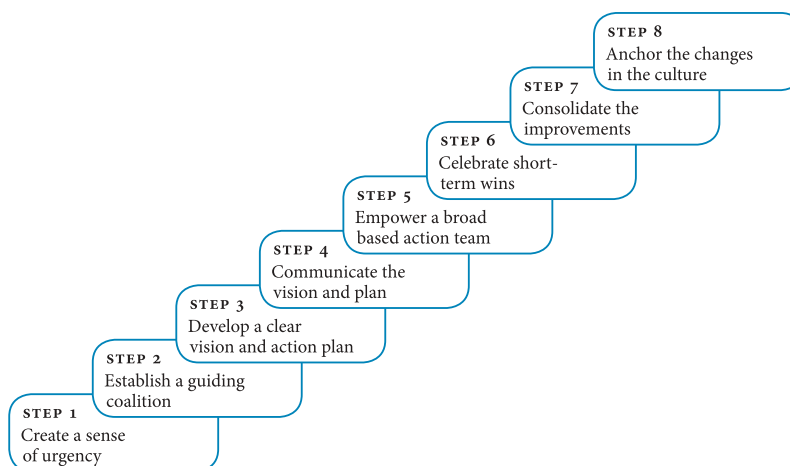 STEP 8
Anchor the changes
in the culture
STEP 7
Consolidate the
improvements
STEP 6
Celebrate short-
term wins
STEP 5
Empower a broad
based action team
STEP 4
Communicate the
vision and plan
STEP 3
Develop a clear
vision and action plan
STEP 2
Establish a guiding
coalition
STEP 1
Create a sense
of urgency